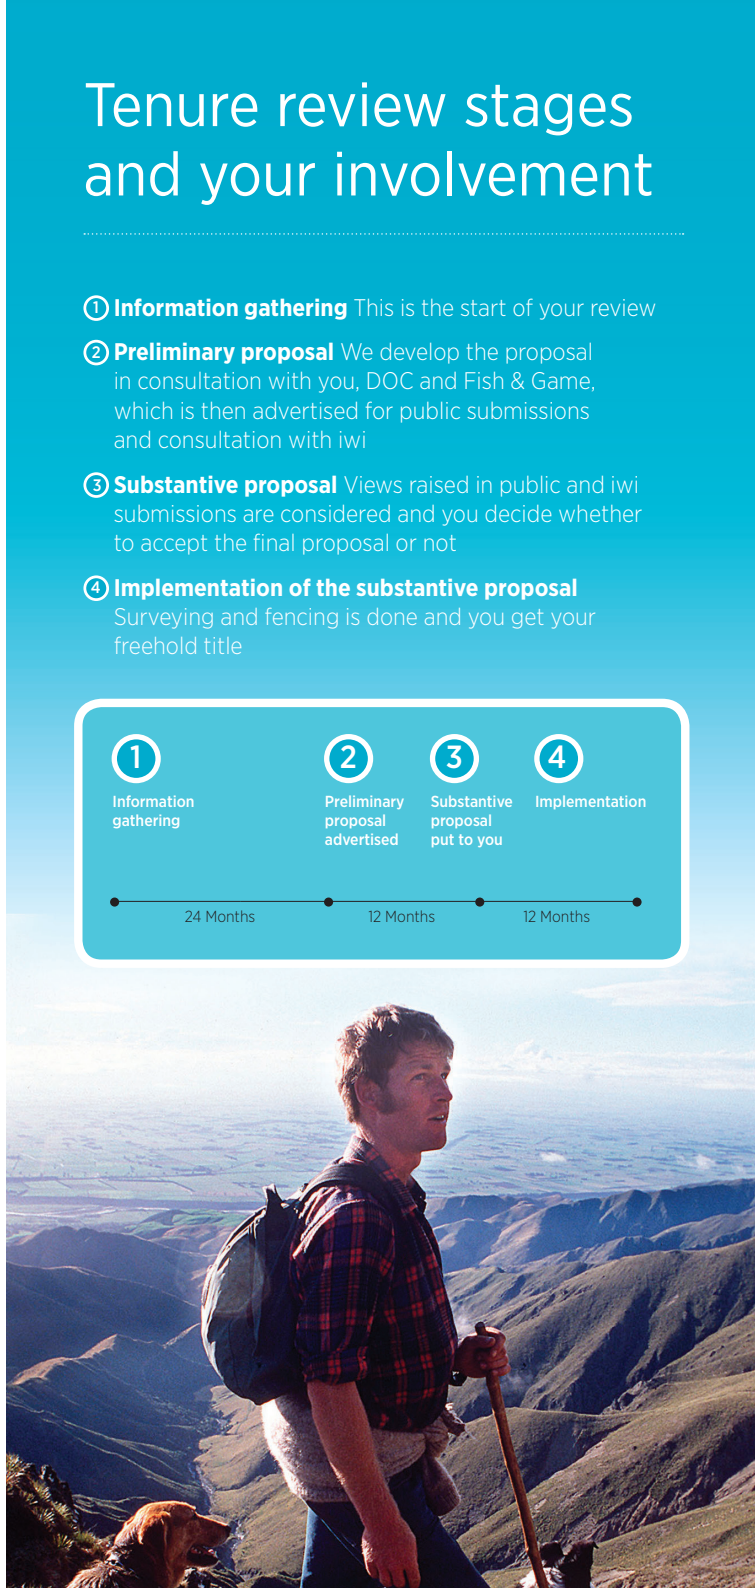 Tenure review stages
and your involvement
1 Information gathering This is the start of your review
2 Preliminary proposal We develop the proposal
in consultation with you, DOC and Fish & Game,
which is then advertised for public submissions
and consultation with iwi
3 Substantive proposal Views raised in public and iwi
submissions are considered and you decide whether
to accept the final proposal or not
4 Implementation of the substantive proposal
Surveying and fencing is done and you get your
freehold title
1
Information
gathering
2
Preliminary
proposal
advertised
3
Substantive
proposal
put to you
4
Implementation
24 Months
12 Months
12 Months